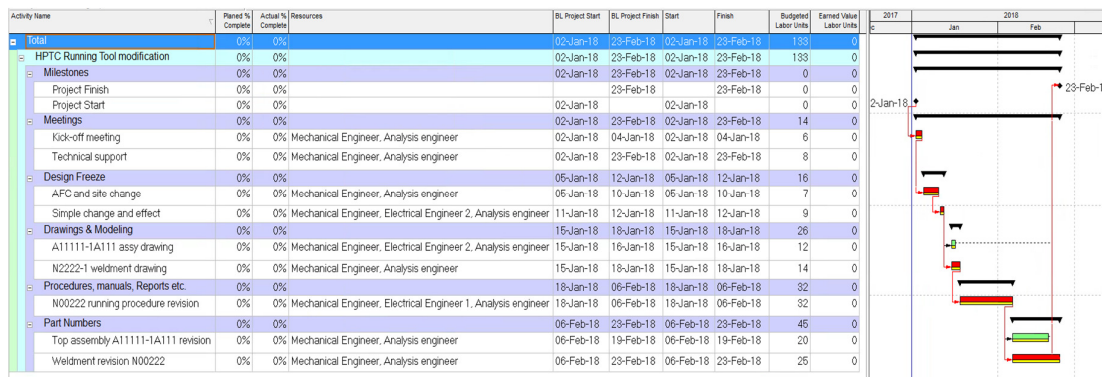 Activity Name Planed % Complete Actual % Complete Resources BL Project Start BL Project Finish Start Finish Budgeted Labor Units Earned Value Labor Units 2017 2018
c Jan Feb
Total 0% 0% 02-Jan-18 23-Feb-18 02-Jan-18 23-Feb-18 133 0
HPTC Running Tool modification 0% 0% 02-Jan-18 23-Feb-18 02-Jan-18 23-Feb-18 133 0
Milestones 0% 0% 02-Jan-18 23-Feb-18 02-Jan-18 23-Feb-18 0 0
Project Finish 0% 0% 23-Feb-18 23-Feb-18 0 0 23-Feb-1
Project Start 0% 0% 02-Jan-18 02-Jan-18 0 0 2-Jan-18
Meetings 0% 0% 02-Jan-18 23-Feb-18 02-Jan-18 23-Feb-18 14 0
Kick-off meeting 0% 0% Mechanical Engineer, Analysis engineer 02-Jan-18 04-Jan-18 02-Jan-18 04-Jan-18 6 0
Technical support 0% 0% Mechanical Engineer, Analysis engineer 02-Jan-18 23-Feb-18 02-Jan-18 23-Feb-18 8 0
Design Freeze 0% 0% 05-Jan-18 12-Jan-18 05-Jan-18 12-Jan-18 16 0
AFC and site change 0% 0% Mechanical Engineer, Analysis engineer 05-Jan-18 10-Jan-18 05-Jan-18 10-Jan-18 7 0
Simple change and effect 0% 0% Mechanical Engineer, Electrical Engineer 2, Analysis engineer 11-Jan-18 12-Jan-18 11-Jan-18 12-Jan-18 9 0
Drawings & Modeling 0% 0% 15-Jan-18 18-Jan-18 15-Jan-18 18-Jan-18 26 0
A11111-1A111 assy drawing 0% 0% Mechanical Engineer, Electrical Engineer 2, Analysis engineer 15-Jan-18 16-Jan-18 15-Jan-18 16-Jan-18 12 0
N2222-1 weldment drawing 0% 0% Mechanical Engineer, Analysis engineer 15-Jan-18 18-Jan-18 15-Jan-18 18-Jan-18 14 0
Procedures, manuals, Reports etc. 0% 0% 18-Jan-18 06-Feb-18 18-Jan-18 06-Feb-18 32 0
N00222 running procedure revision 0% 0% Mechanical Engineer, Electrical Engineer 1, Analysis engineer 18-Jan-18 06-Feb-18 18-Jan-18 06-Feb-18 32 0
Part Numbers 0% 0% 06-Feb-18 23-Feb-18 06-Feb-18 23-Feb-18 45 0
Top assembly A11111-1A111 revision 0% 0% Mechanical Engineer, Analysis engineer 06-Feb-18 19-Feb-18 06-Feb-18 19-Feb-18 20 0
Weldment revision N00222 0% 0% Mechanical Engineer, Analysis engineer 06-Feb-18 23-Feb-18 06-Feb-18 23-Feb-18 25 0